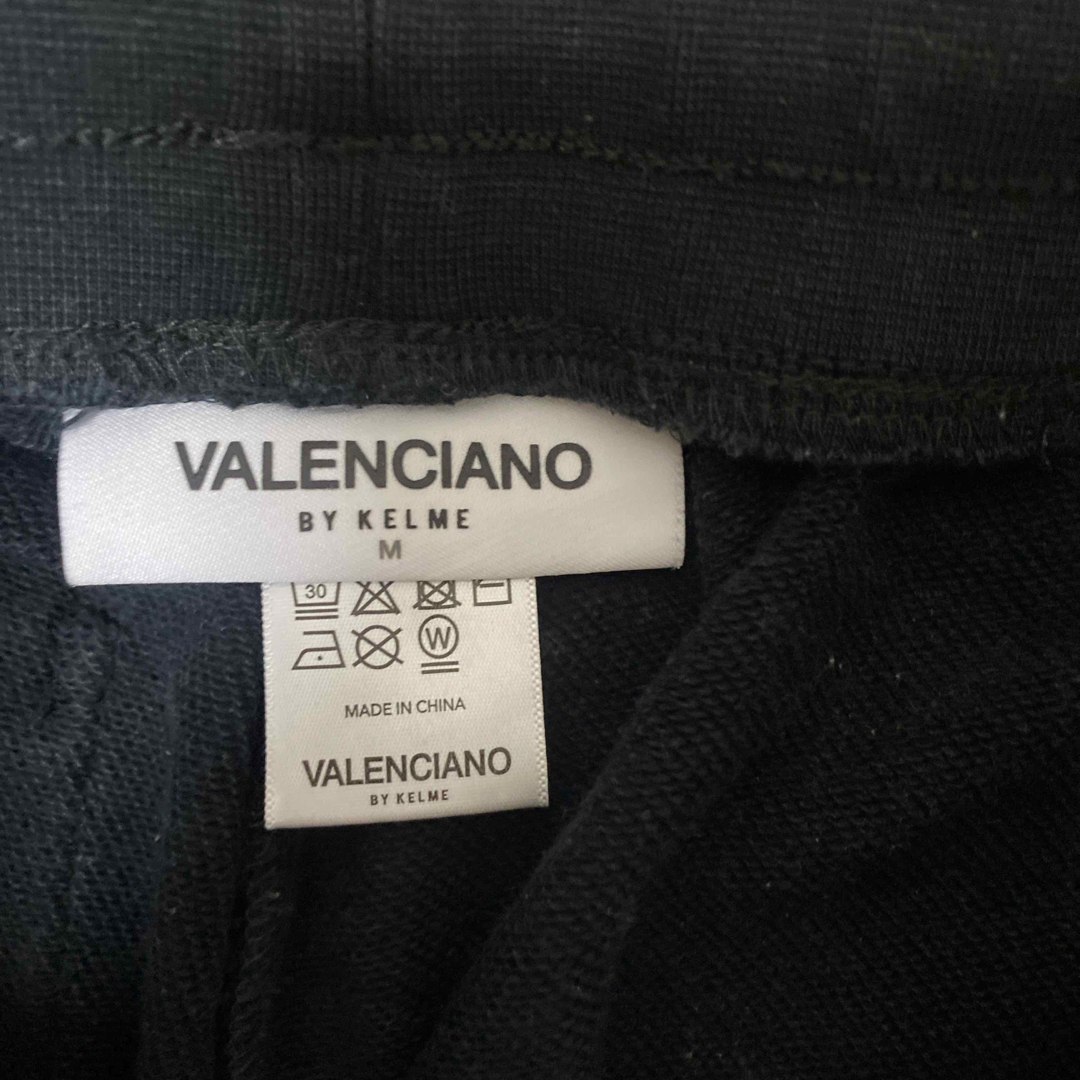 VALENCIANO
BY KELME
M
30
W
MADE IN CHINA
VALENCIANO
BY KELME